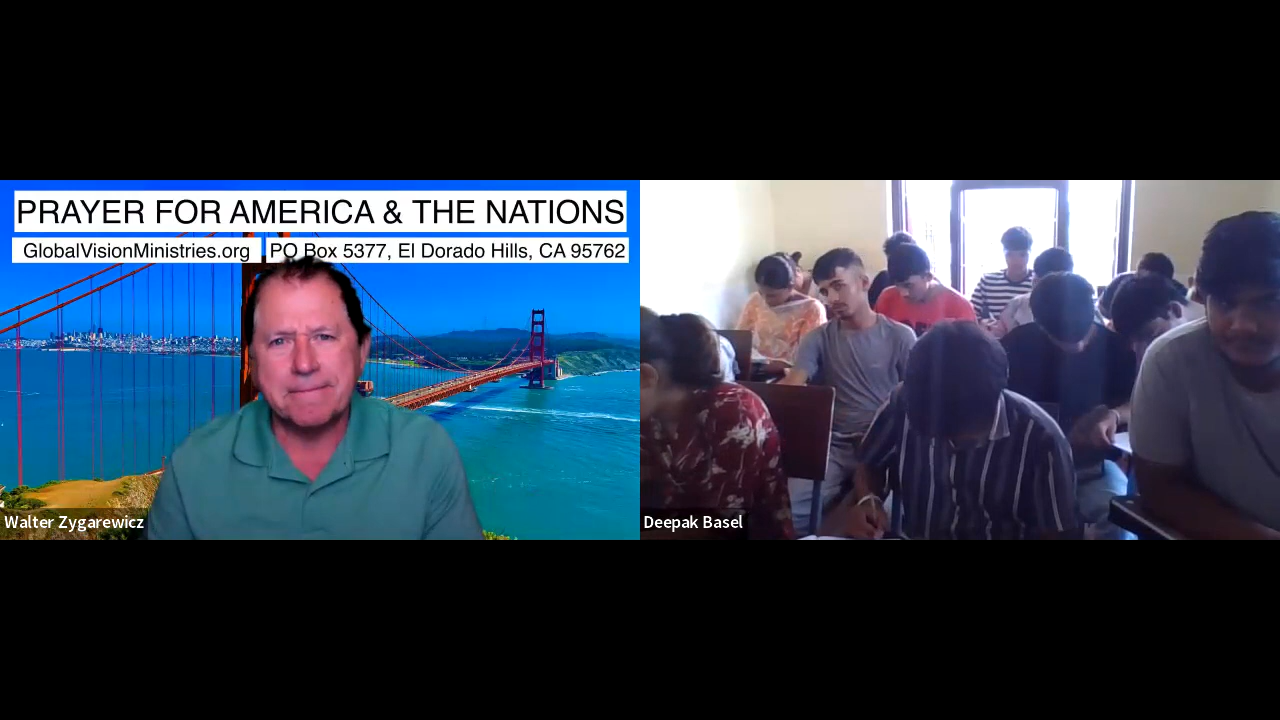 PRAYER FOR AMERICA & THE NATIONS
GlobalVisionMinistries.org PO Box 5377, El Dorado Hills, CA 95762
Walter Zygarewicz
Deepak Basel